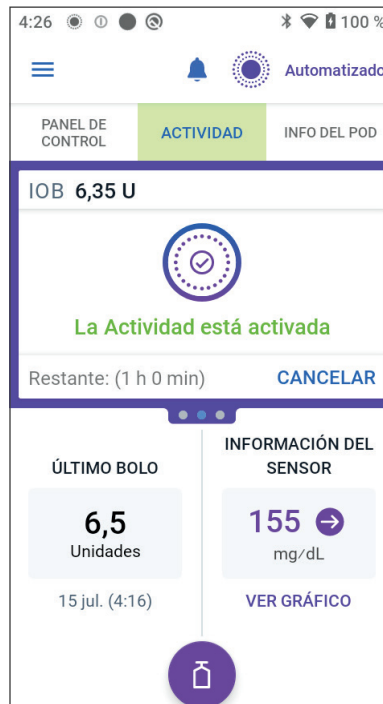 4:26 100 %
Automatizado
PANEL DE
CONTROL
ACTIVIDAD
INFO DEL POD
IOB 6,35 U
La Actividad está activada
Restante: (1 h 0 min) CANCELAR
ÚLTIMO BOLO
6,5
Unidades
15 jul. (4:16)
INFORMACIÓN DEL
SENSOR
155
mg/dL
VER GRÁFICO